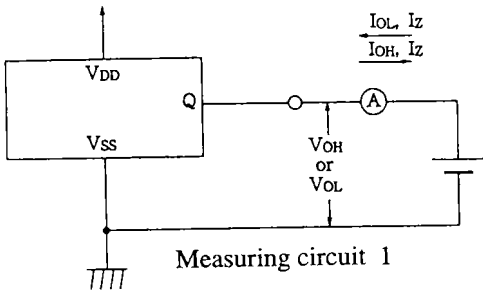 IOL, IZ
IOH, IZ
VDD
Q
A
VSS
VOH
or
VOL
Measuring circuit 1